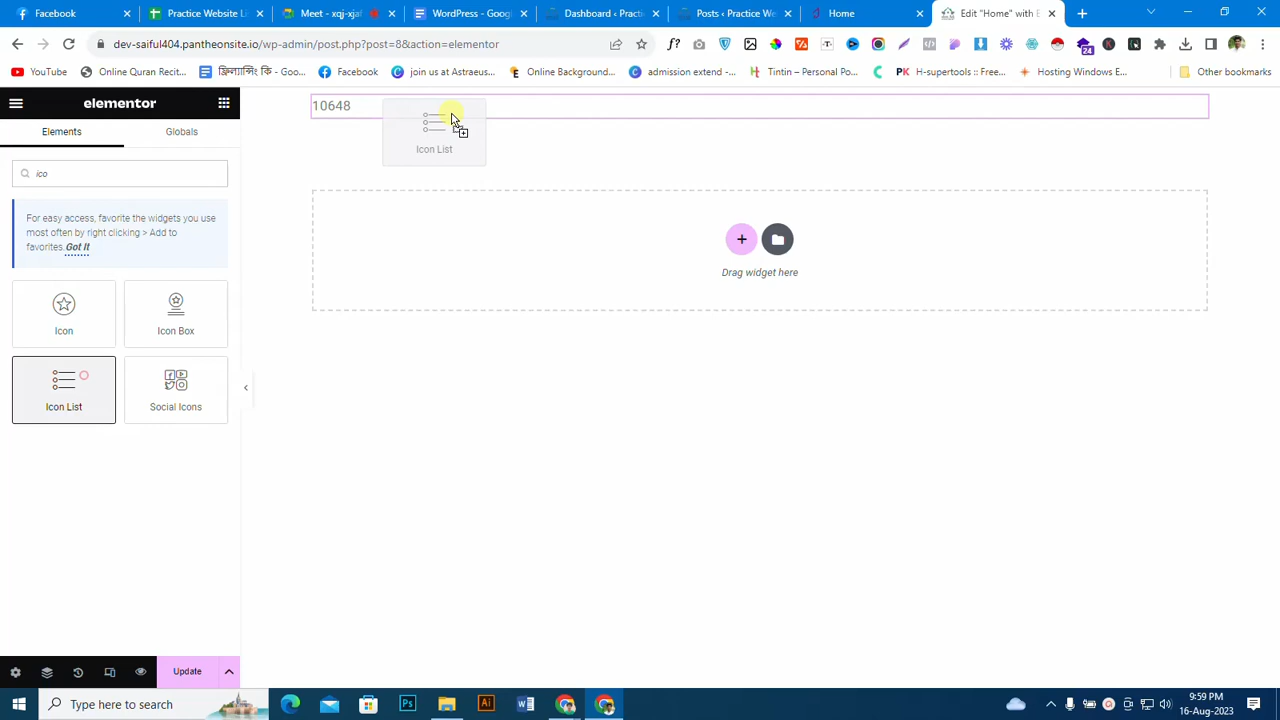 Facebook
Practice Website Li
Meet - xqj-xjaf
WordPress - Goog
Dashboard ‹ Practi
Posts ‹ Practice We
Home
Edit "Home" with E
dev-saiful404.pantheonsite.io/wp-admin/post.php?post=8&action=elementor
24
YouTube
Online Quran Recit...
ফ্রিল্যান্সিং কি - Goo...
Facebook
join us at Astraeus...
Online Background...
admission extend -...
Tintin – Personal Po...
PK H-supertools :: Free...
Hosting Windows E...
Other bookmarks
elementor
Elements
Globals
ico
For easy access, favorite the widgets you use
most often by right clicking > Add to
favorites. Got It
Icon
Icon Box
Icon List
Social Icons
10648
Icon List
Drag widget here
Update
Type here to search
9:59 PM
16-Aug-2023